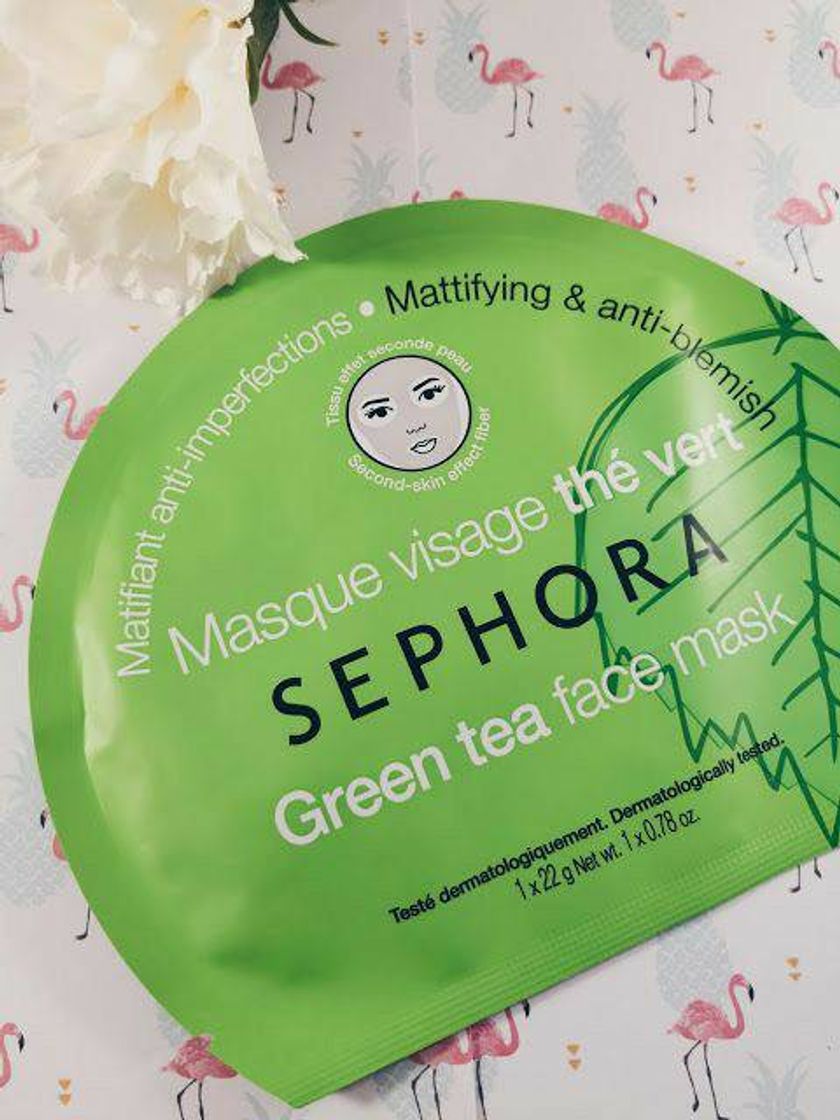 Matifiant anti-imperfections • Mattifying & anti-blemish
Tissu effet seconde peau
Second-skin effect fiber
Masque visage thé vert
SEPHORA
Green tea face mask
Testé dermatologiquement. Dermatologically tested.
1 x 22 g Net wt. 1 x 0.78 oz.